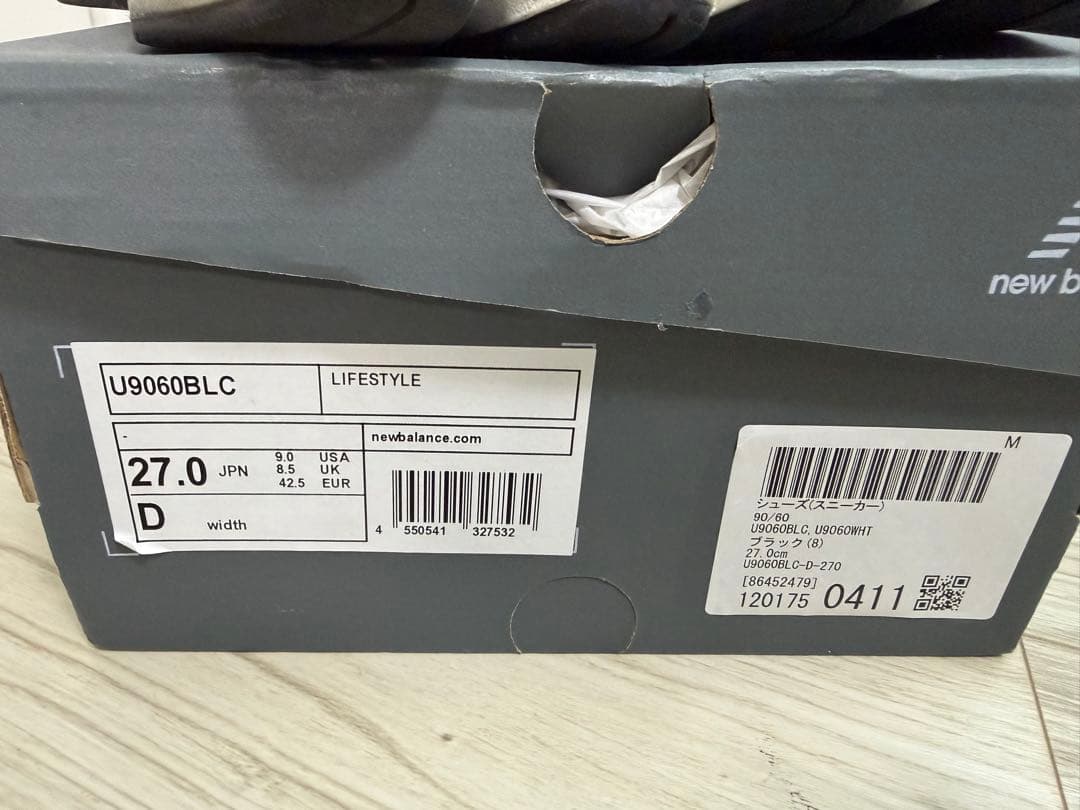 new b
U9060BLC
LIFESTYLE
-
newbalance.com
27.0 JPN
9.0 USA
8.5 UK
42.5 EUR
D width
4 550541 327532
M
シューズ(スニーカー)
90/60
U9060BLC, U9060WHT
ブラック(8)
27.0cm
U9060BLC-D-270
[86452479]
120175 0411